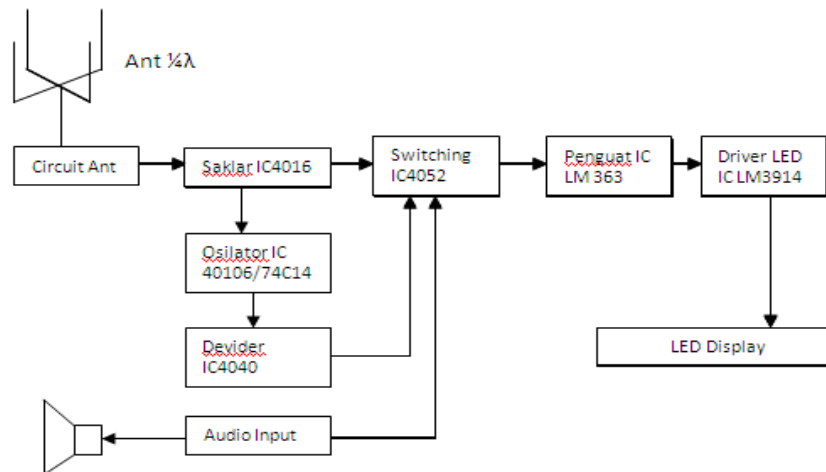 Ant ¼λ
Circuit Ant
Saklar IC4016
Switching
IC4052
Penguat IC
LM 363
Driver LED
IC LM3914
Osilator IC
40106/74C14
Devider
IC4040
LED Display
Audio Input